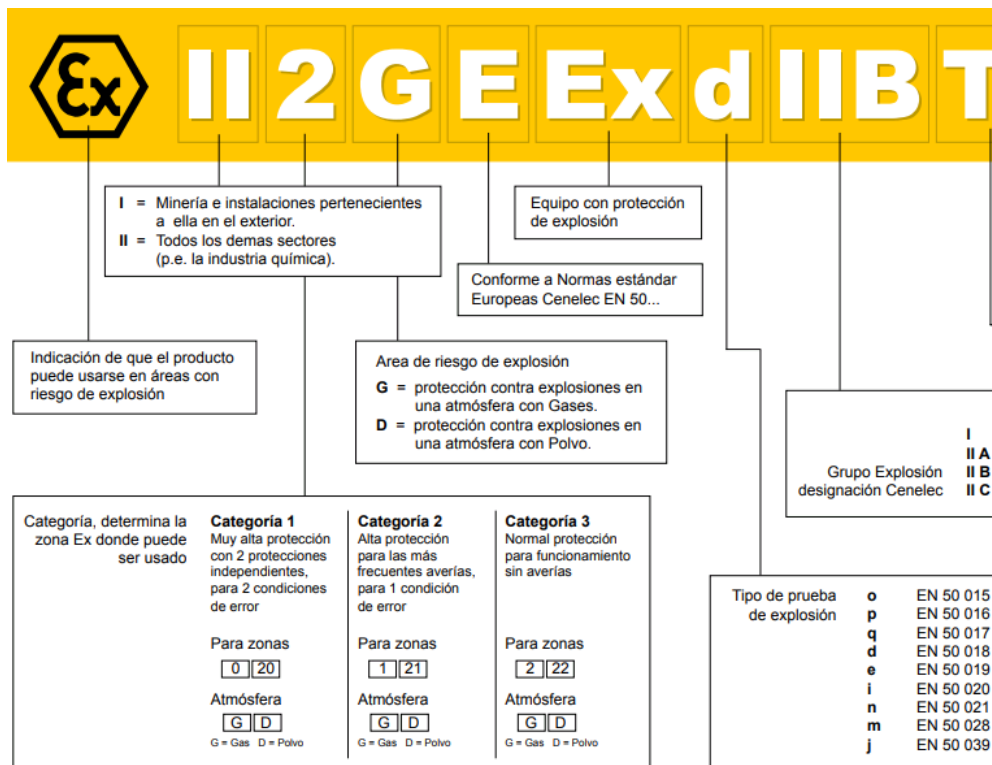 Ex II 2 G E Ex d IIB T
I = Minería e instalaciones pertenecientes
a ella en el exterior.
II = Todos los demas sectores
(p.e. la industria química).
Equipo con protección
de explosión
Conforme a Normas estándar
Europeas Cenelec EN 50...
Indicación de que el producto
puede usarse en áreas con
riesgo de explosión
Area de riesgo de explosión
G = protección contra explosiones en
una atmósfera con Gases.
D = protección contra explosiones en
una atmósfera con Polvo.
I
II A
Grupo Explosión II B
designación Cenelec II C
Categoría, determina la
zona Ex donde puede
ser usado
Categoría 1
Muy alta protección
con 2 protecciones
independientes,
para 2 condiciones
de error
Para zonas
0 20
Atmósfera
G D
G = Gas D = Polvo
Categoría 2
Alta protección
para las más
frecuentes averías,
para 1 condición
de error
Para zonas
1 21
Atmósfera
G D
G = Gas D = Polvo
Categoría 3
Normal protección
para funcionamiento
sin averías
Para zonas
2 22
Atmósfera
G D
G = Gas D = Polvo
Tipo de prueba
de explosión
o EN 50 015
p EN 50 016
q EN 50 017
d EN 50 018
e EN 50 019
i EN 50 020
n EN 50 021
m EN 50 028
j EN 50 039